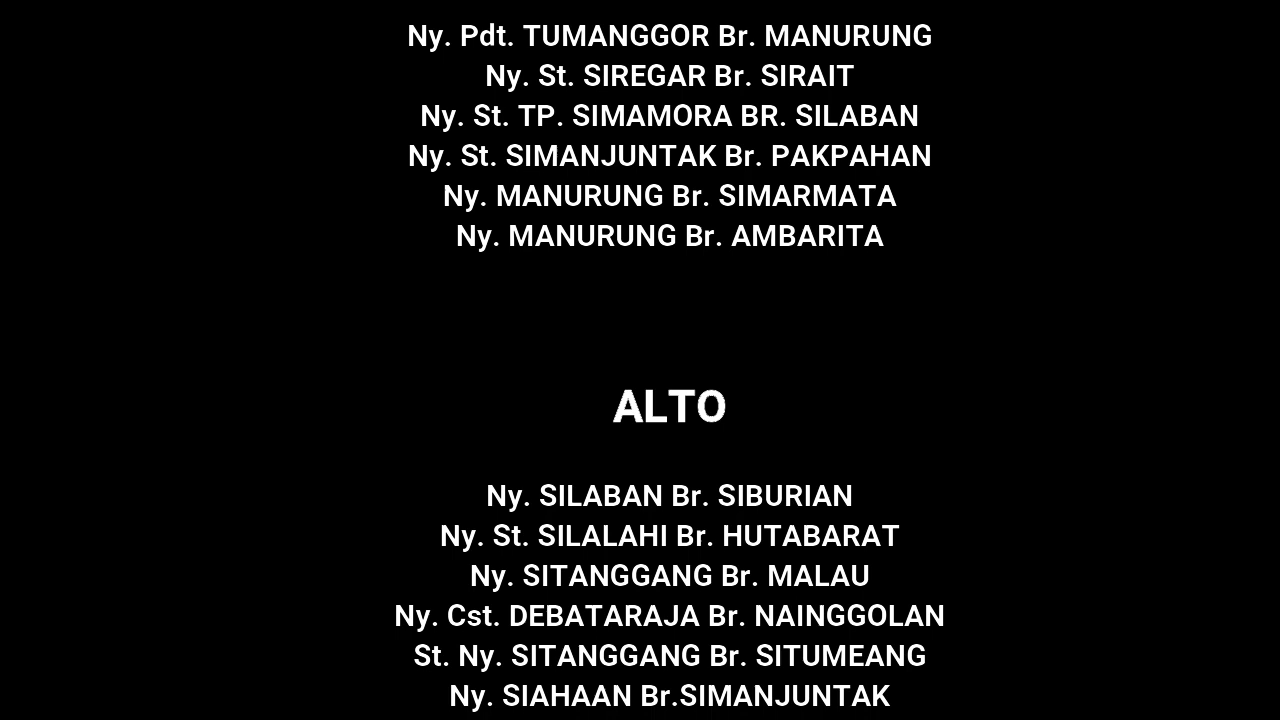 Ny. Pdt. TUMANGGOR Br. MANURUNG
Ny. St. SIREGAR Br. SIRAIT
Ny. St. TP. SIMAMORA BR. SILABAN
Ny. St. SIMANJUNTAK Br. PAKPAHAN
Ny. MANURUNG Br. SIMARMATA
Ny. MANURUNG Br. AMBARITA
ALTO
Ny. SILABAN Br. SIBURIAN
Ny. St. SILALAHI Br. HUTABARAT
Ny. SITANGGANG Br. MALAU
Ny. Cst. DEBATARAJA Br. NAINGGOLAN
St. Ny. SITANGGANG Br. SITUMEANG
Ny. SIAHAAN Br.SIMANJUNTAK